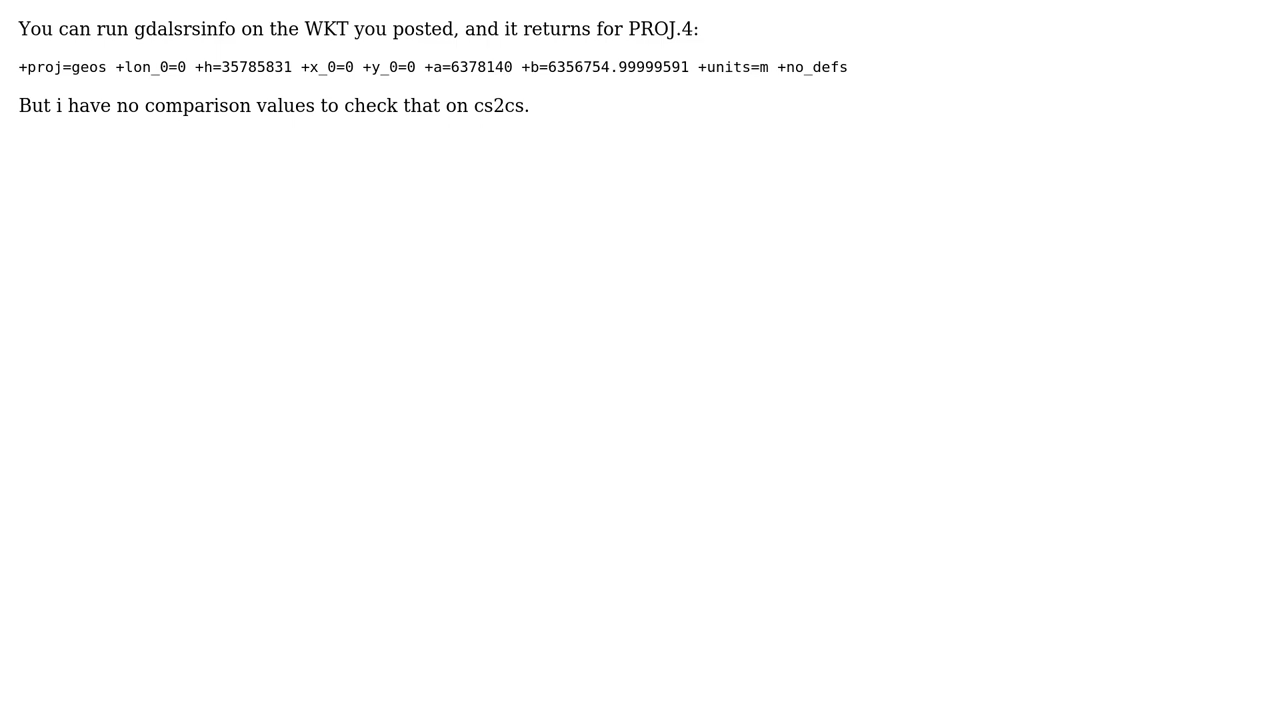 You can run gdalsrsinfo on the WKT you posted, and it returns for PROJ.4:
+proj=geos +lon_0=0 +h=35785831 +x_0=0 +y_0=0 +a=6378140 +b=6356754.99999591 +units=m +no_defs
But i have no comparison values to check that on cs2cs.